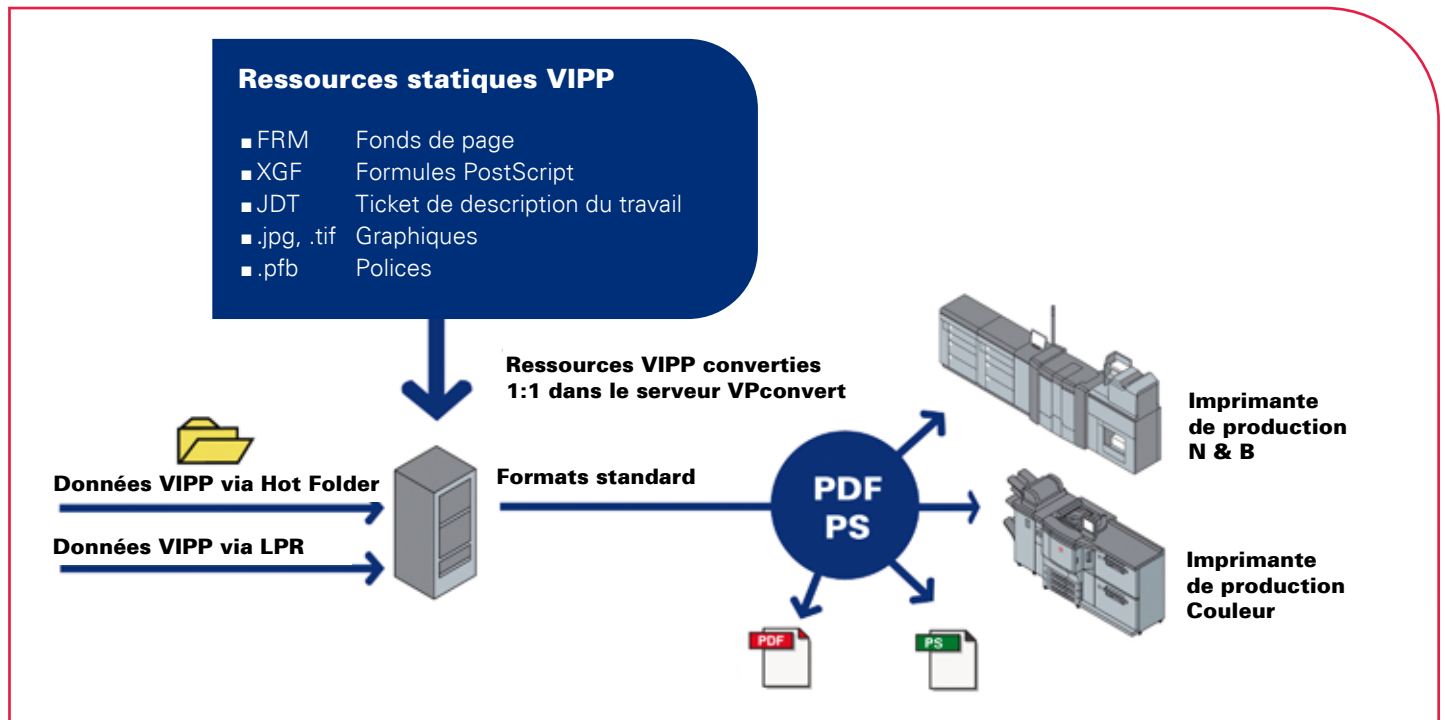 Ressources statiques VIPP
■ FRM Fonds de page
■ XGF Formules PostScript
■ JDT Ticket de description du travail
■ .jpg, .tif Graphiques
■ .pfb Polices
Ressources VIPP converties
1:1 dans le serveur VPconvert
Données VIPP via Hot Folder
Données VIPP via LPR
Formats standard
PDF
PS
Imprimante
de production
N & B
Imprimante
de production
Couleur
PDF
PS